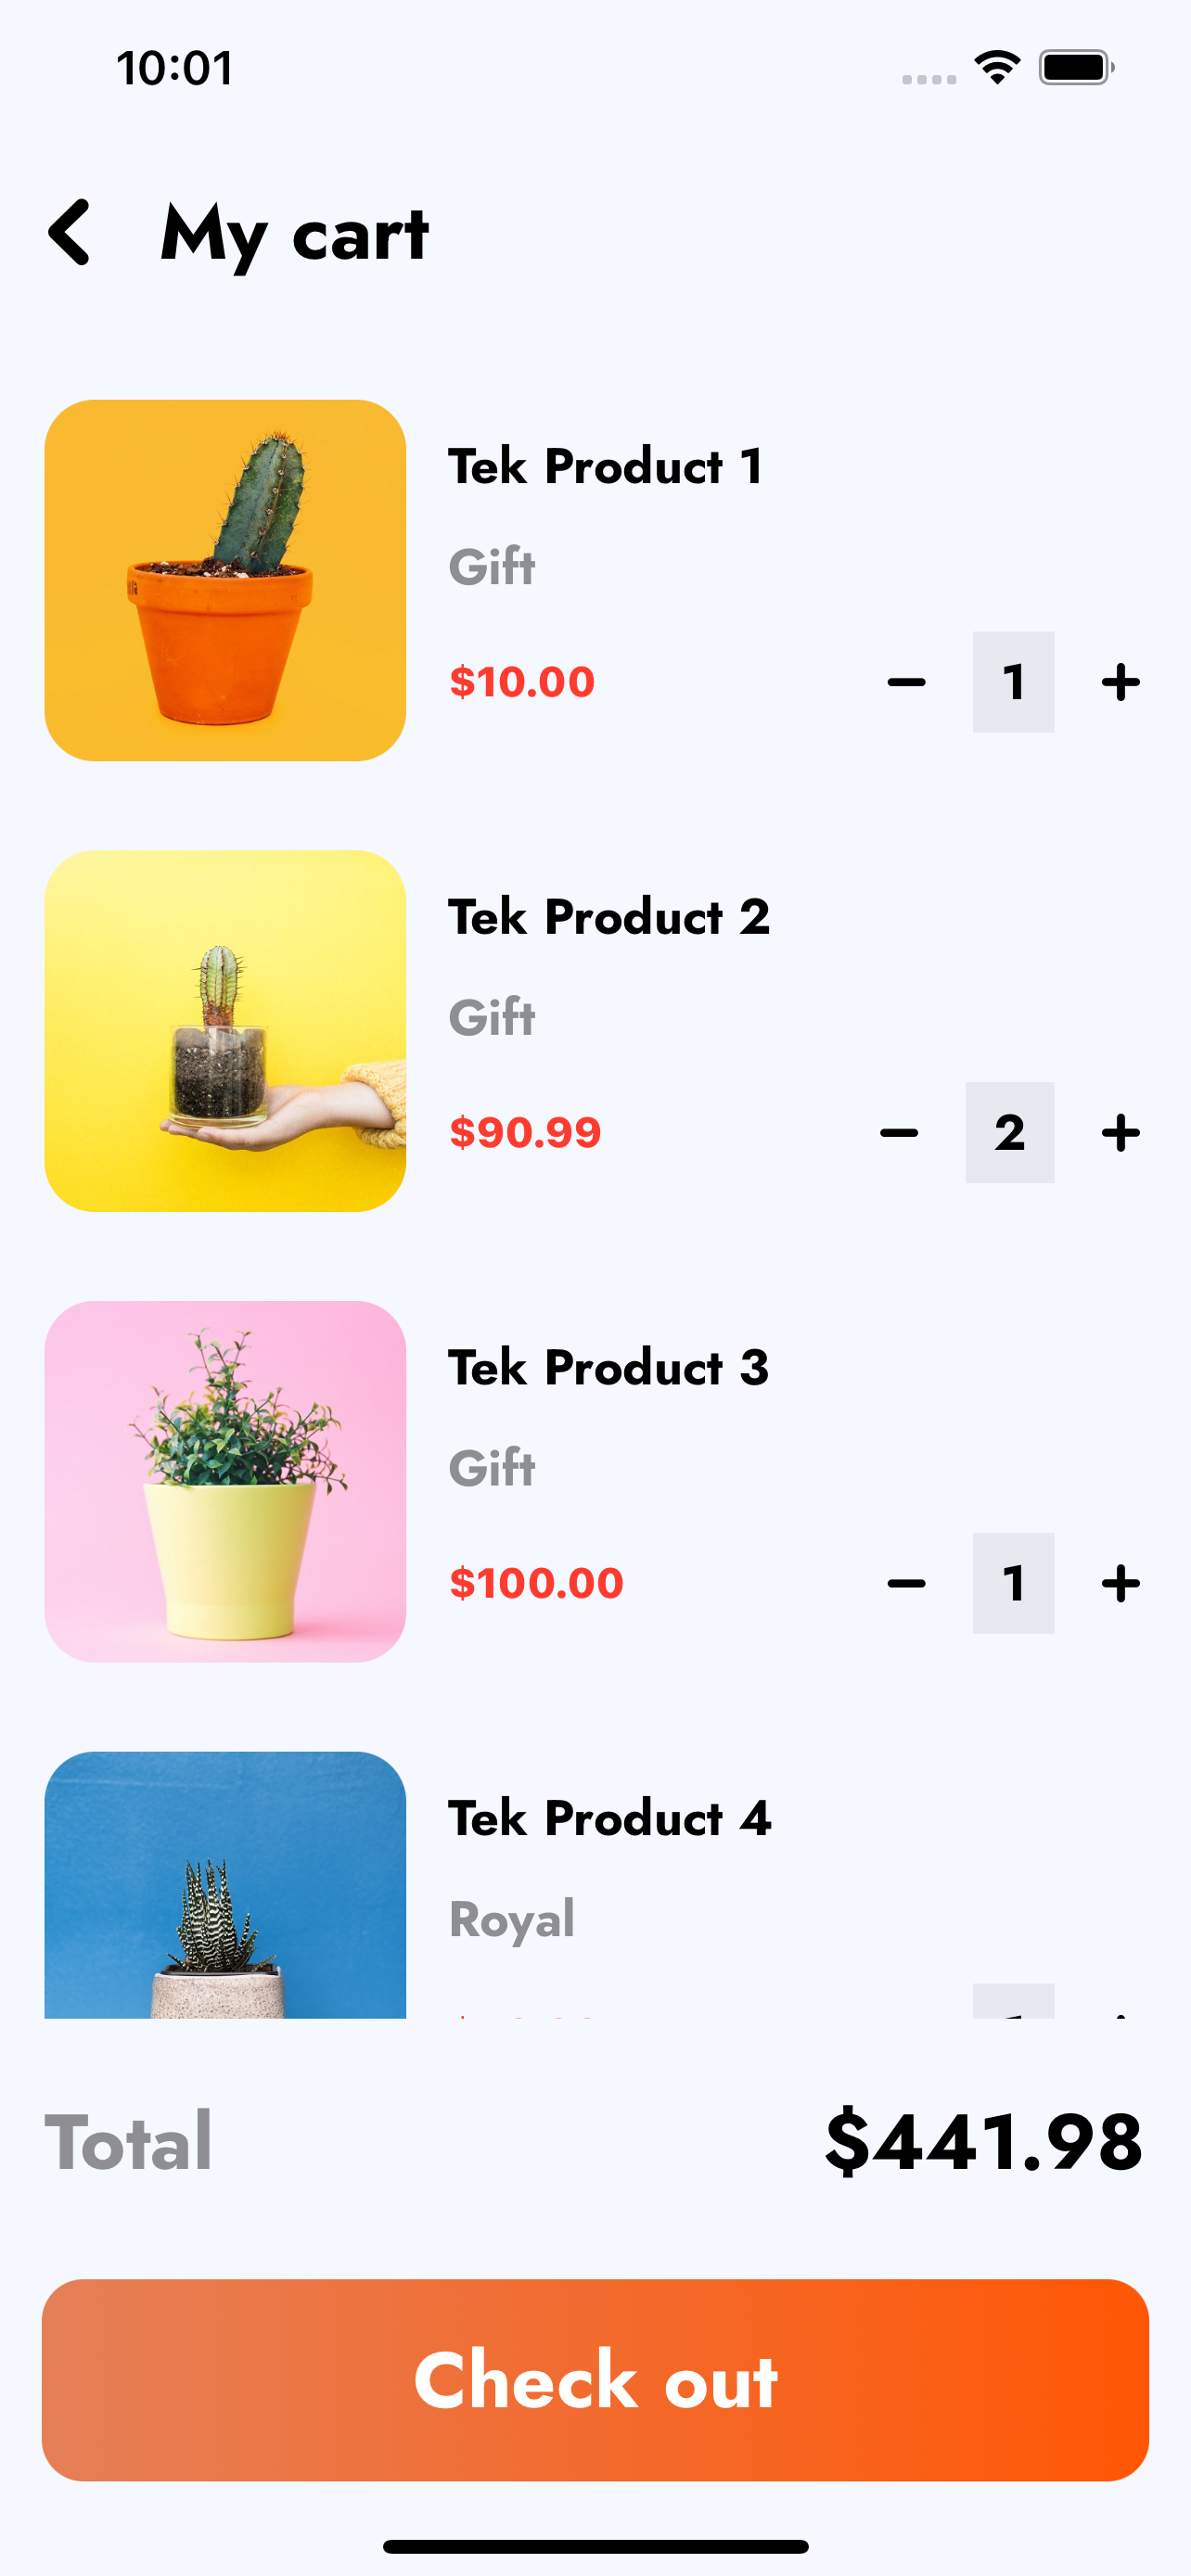 10:01
My cart
Tek Product 1
Gift
$10.00
1
Tek Product 2
Gift
$90.99
2
Tek Product 3
Gift
$100.00
1
Tek Product 4
Royal
Total
$441.98
Check out